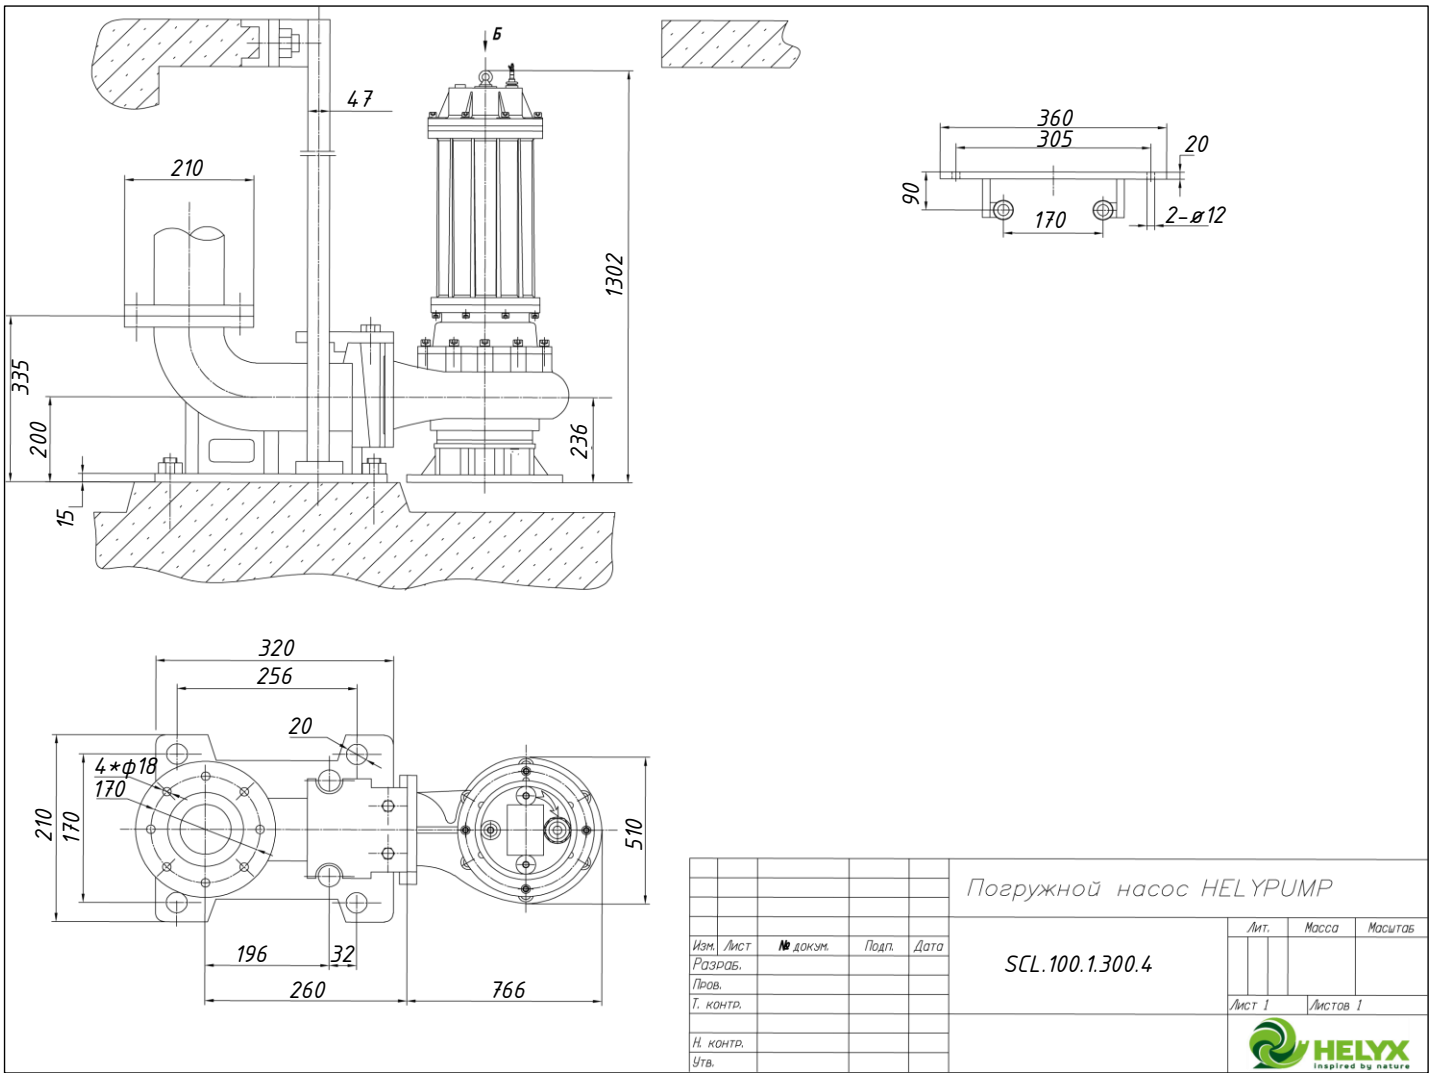 Б
47
210
1302
335
200
236
15
360
305
20
90
170
2-⌀12
320
256
20
4*ф18
170
210
170
510
196
32
260
766
Погружной насос HELYPUMP
Лит. Масса Масштаб
Изм. Лист № докум. Подп. Дата
SCL.100.1.300.4
Разраб.
Пров.
Т. контр.
Лист 1 Листов 1
Н. контр.
Утв.
HELYX
Inspired by nature